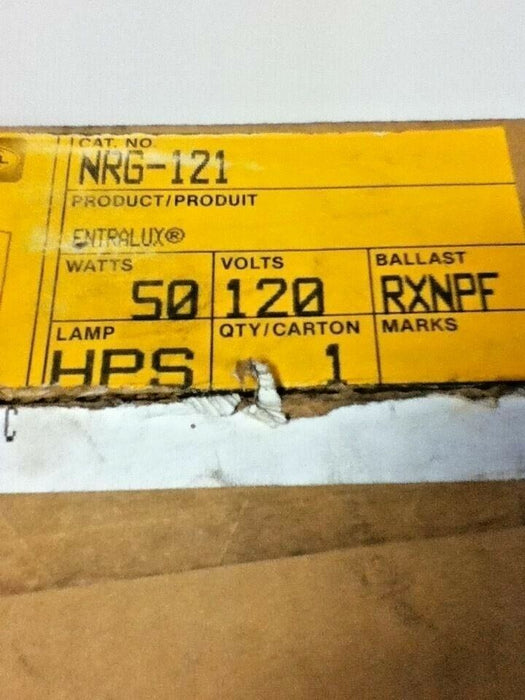 CAT. NO.
NRG-121
PRODUCT/PRODUIT
ENTRALUX®
WATTS VOLTS BALLAST
50 120 RXNPF
LAMP QTY/CARTON MARKS
HPS 1
C